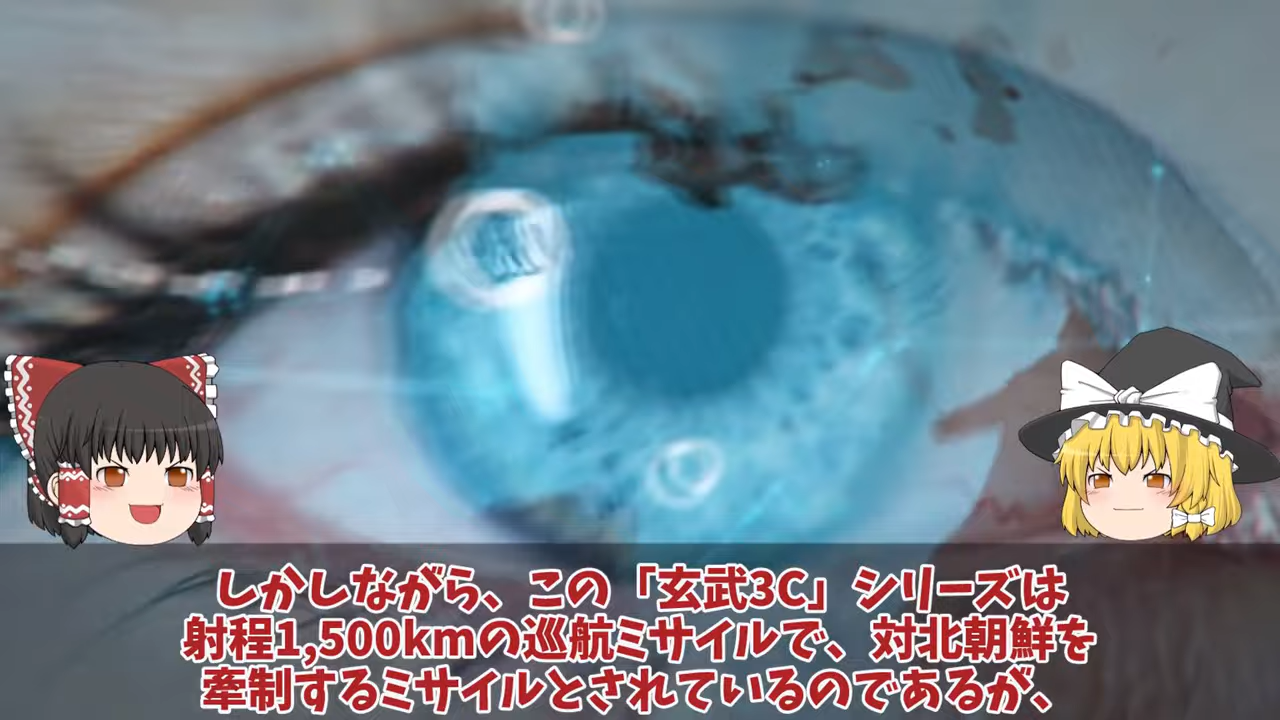 しかしながら、この「玄武3C」シリーズは
射程1,500kmの巡航ミサイルで、対北朝鮮を
牽制するミサイルとされているのであるが、